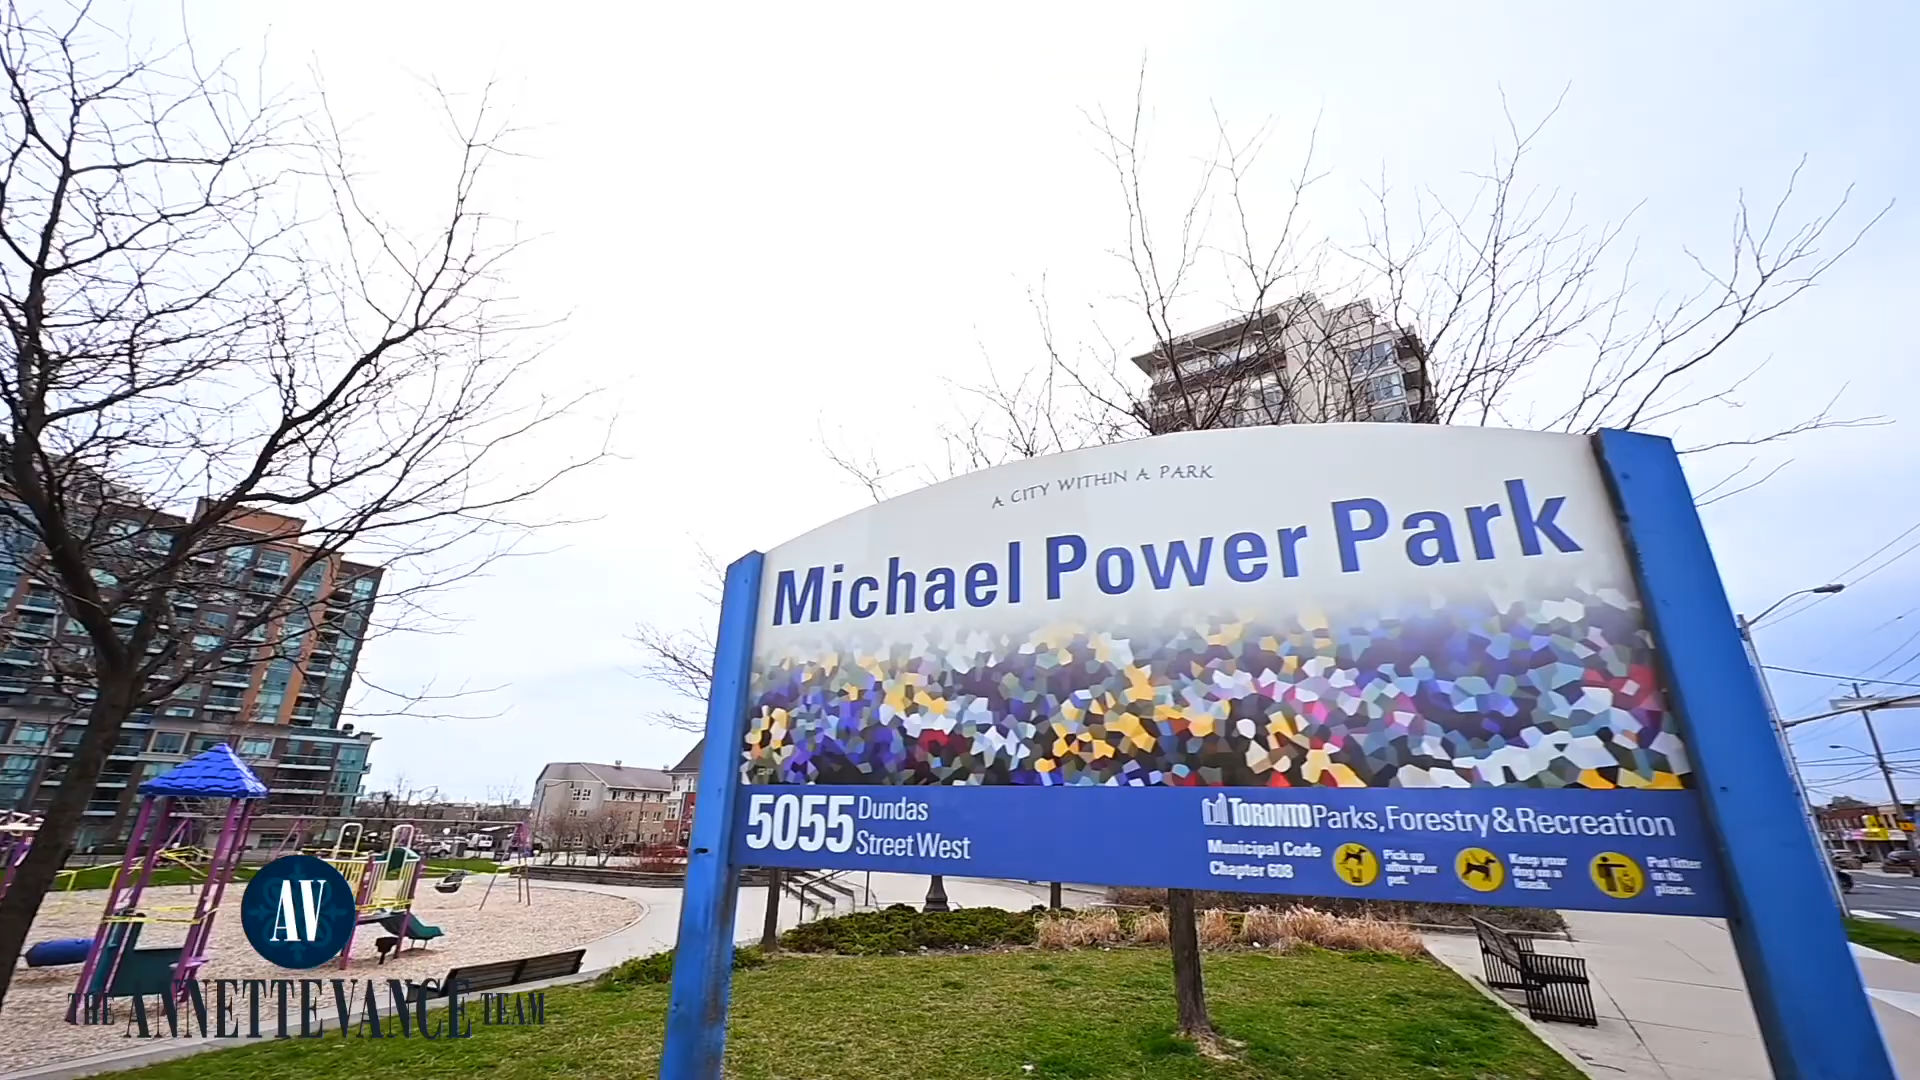 A CITY WITHIN A PARK
Michael Power Park
5055 Dundas
Street West
TORONTO Parks, Forestry & Recreation
Municipal Code
Chapter 608
Pick up
after your
pet.
Keep your
dog on a
leash.
Put litter
in its
place.
AV
THE ANNETTE VANCE TEAM